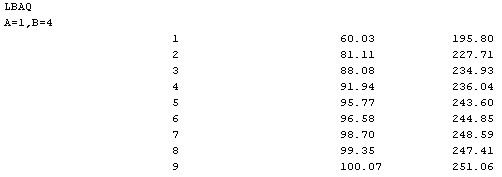 LBAQ
A=1,B=4
1 60.03 195.80
2 81.11 227.71
3 88.08 234.93
4 91.94 236.04
5 95.77 243.60
6 96.58 244.85
7 98.70 248.59
8 99.35 247.41
9 100.07 251.06